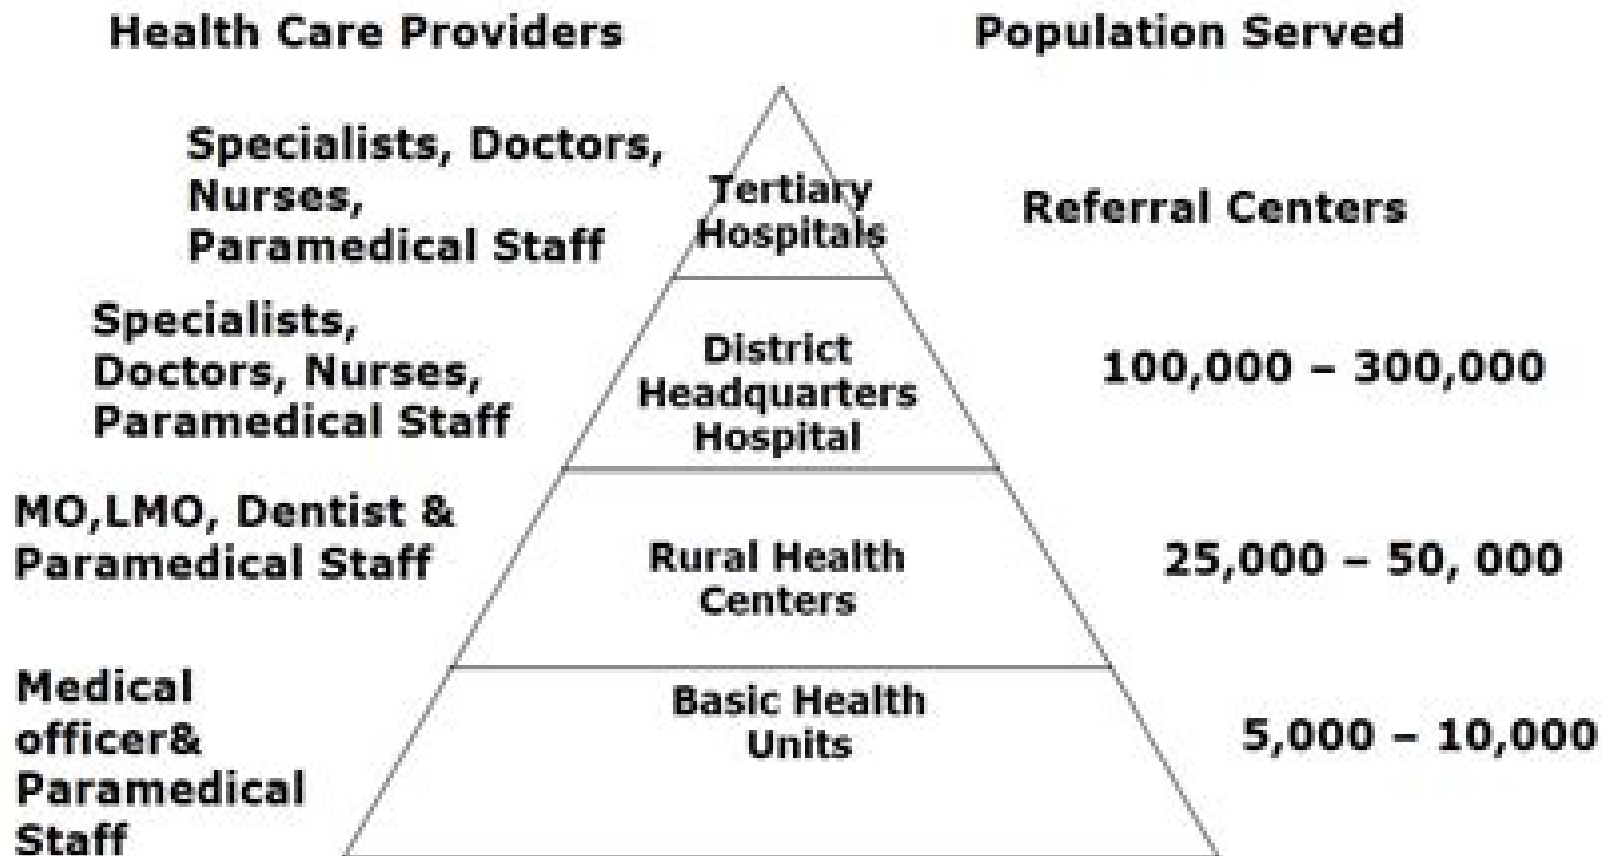 Health Care Providers
Population Served
Specialists, Doctors,
Nurses,
Paramedical Staff
Tertiary
Hospitals
Referral Centers
Specialists,
Doctors, Nurses,
Paramedical Staff
District
Headquarters
Hospital
100,000 – 300,000
MO,LMO, Dentist &
Paramedical Staff
Rural Health
Centers
25,000 – 50, 000
Medical
officer&
Paramedical
Staff
Basic Health
Units
5,000 – 10,000